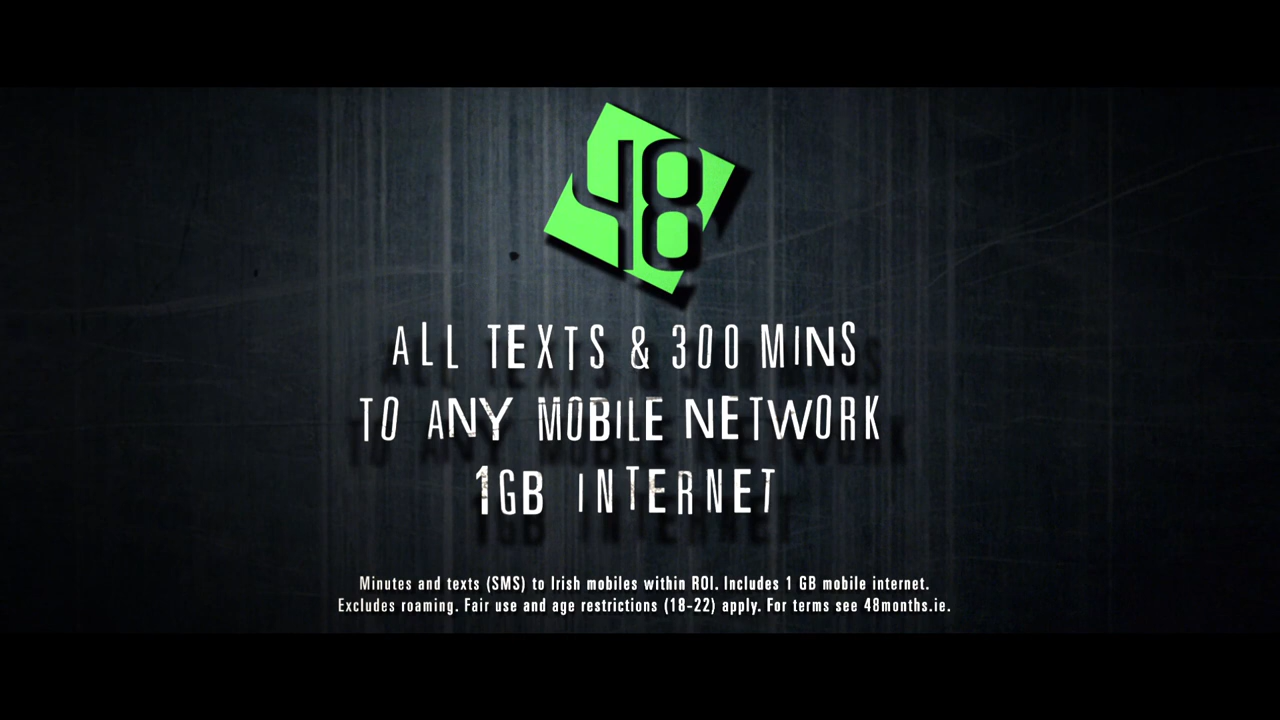 48
ALL TEXTS & 300 MINS
TO ANY MOBILE NETWORK
1GB INTERNET
Minutes and texts (SMS) to Irish mobiles within ROI. Includes 1 GB mobile internet.
Excludes roaming. Fair use and age restrictions (18-22) apply. For terms see 48months.ie.